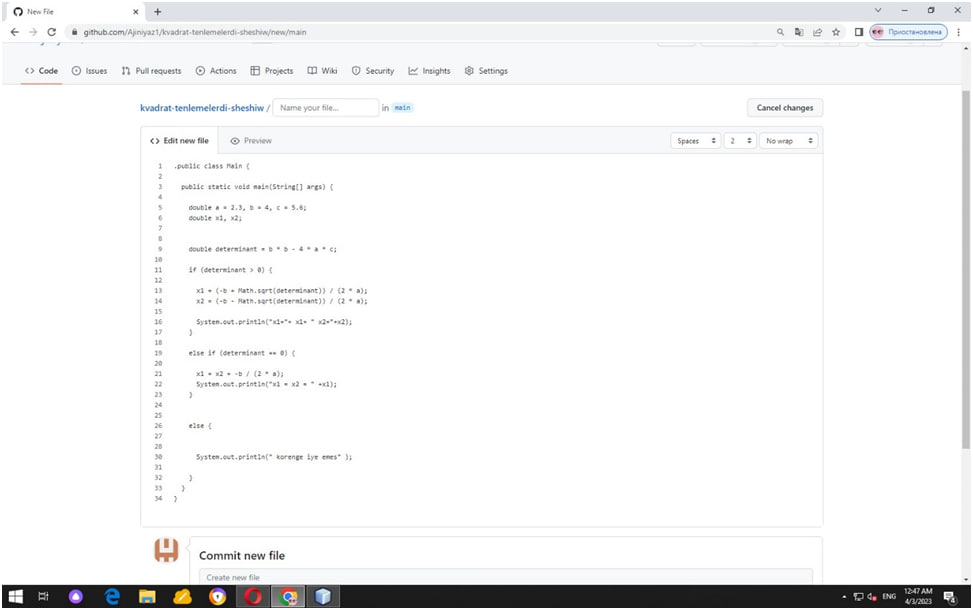 New File
github.com/Ajiniyaz1/kvadrat-tenlemelerdi-sheshiw/new/main
Приостановлена
Code Issues Pull requests Actions Projects Wiki Security Insights Settings
kvadrat-tenlemelerdi-sheshiw / Name your file... in main Cancel changes
Edit new file Preview Spaces 2 No wrap
1 .public class Main {
2
3 public static void main(String[] args) {
4
5 double a = 2.3, b = 4, c = 5.6;
6 double x1, x2;
7
8
9 double determinant = b * b - 4 * a * c;
10
11 if (determinant > 0) {
12
13 x1 = (-b + Math.sqrt(determinant)) / (2 * a);
14 x2 = (-b - Math.sqrt(determinant)) / (2 * a);
15
16 System.out.println("x1="+ x1+ " x2="+x2);
17 }
18
19 else if (determinant == 0) {
20
21 x1 = x2 = -b / (2 * a);
22 System.out.println("x1 = x2 = " +x1);
23 }
24
25
26 else {
27
28
30 System.out.println(" korenge iye emes" );
31
32 }
33 }
34 }
Commit new file
Create new file
ENG
12:47 AM
4/3/2023
4